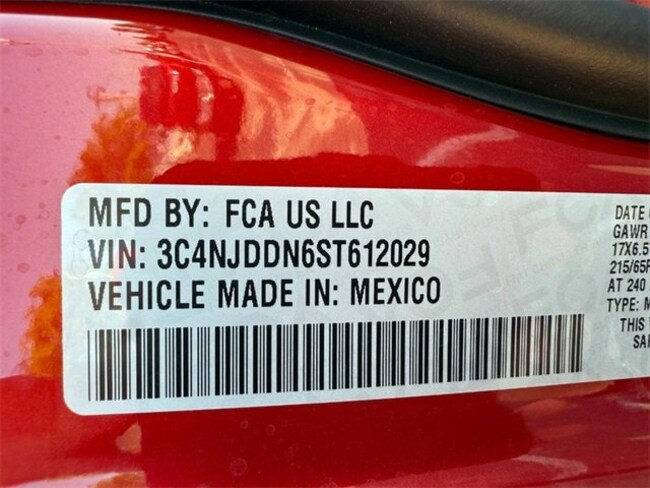 MFD BY: FCA US LLC
VIN: 3C4NJDDN6ST612029
VEHICLE MADE IN: MEXICO
DATE
GAWR
17X6.5
215/65R
AT 240
TYPE:
THIS